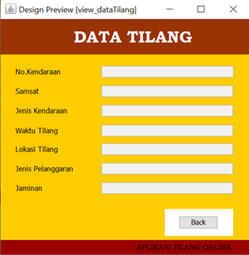 Design Preview [view_dataTilang]
DATA TILANG
No.Kendaraan
Samsat
Jenis Kendaraan
Waktu Tilang
Lokasi Tilang
Jenis Pelanggaran
Jaminan
Back
APLIKASI TILANG ONLINE